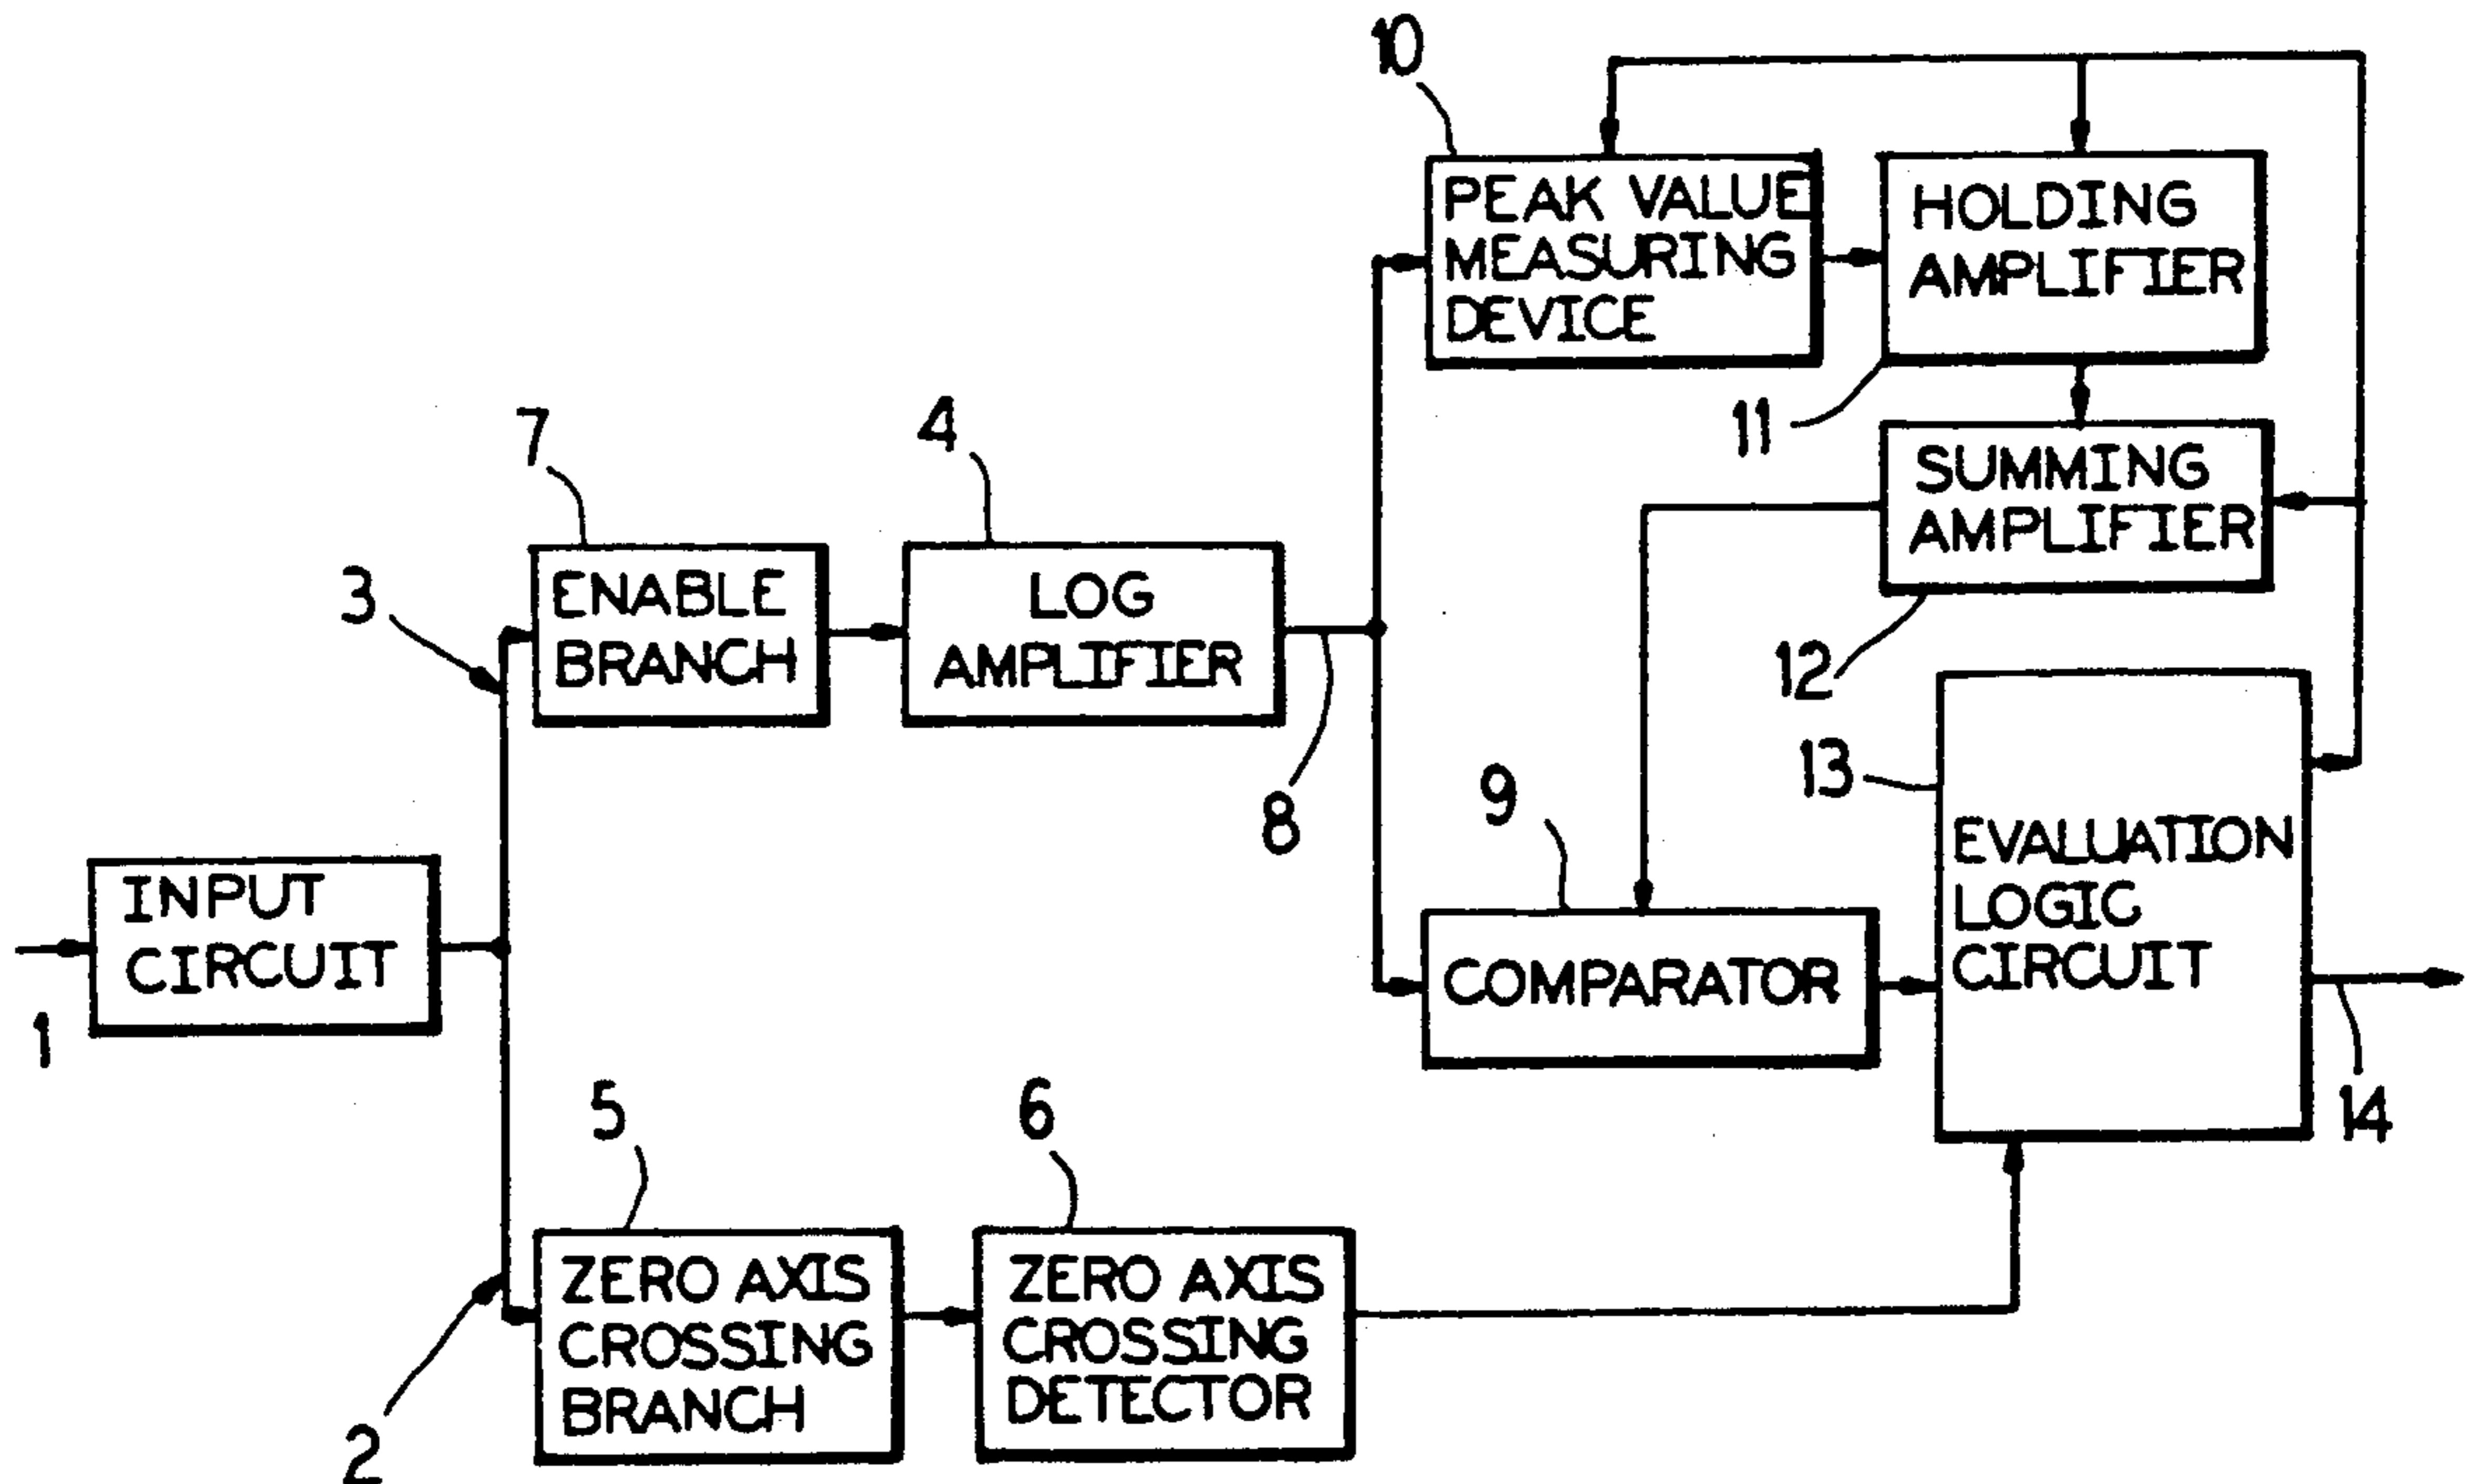 10
PEAK VALUE
MEASURING
DEVICE
HOLDING
AMPLIFIER
11
SUMMING
AMPLIFIER
12
7
ENABLE
BRANCH
4
LOG
AMPLIFIER
3
8
9
COMPARATOR
13
EVALUATION
LOGIC
CIRCUIT
14
INPUT
CIRCUIT
1
5
ZERO AXIS
CROSSING
BRANCH
6
ZERO AXIS
CROSSING
DETECTOR
2